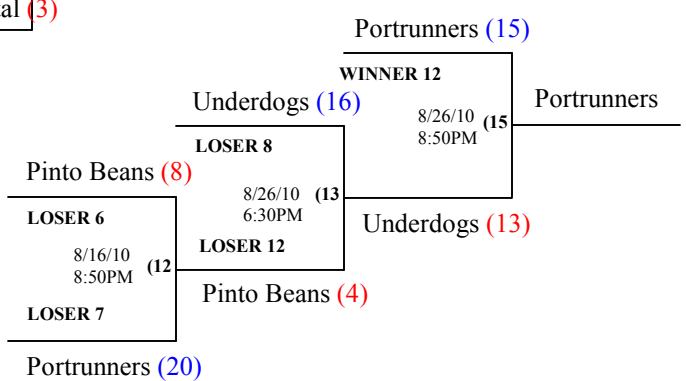 tal (3)
Portrunners (15)
WINNER 12
Underdogs (16)
8/26/10 (15
8:50PM
Portrunners
LOSER 8
Pinto Beans (8)
8/26/10 (13
6:30PM
LOSER 6
Underdogs (13)
LOSER 12
8/16/10 (12
8:50PM
Pinto Beans (4)
LOSER 7
Portrunners (20)